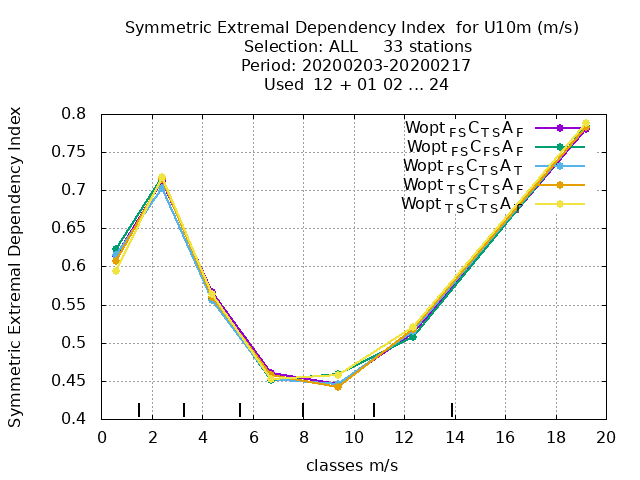 Symmetric Extremal Dependency Index  for U10m (m/s)
Selection: ALL     33 stations
Period: 20200203-20200217
Used  12 + 01 02 ... 24
Symmetric Extremal Dependency Index
0.8
0.75
0.7
0.65
0.6
0.55
0.5
0.45
0.4
Wopt FS C TS A F
Wopt FS C FS A F
Wopt FS C TS A T
Wopt TS C TS A F
Wopt TS C TS A
0 2 4 6 8 10 12 14 16 18 20
classes m/s